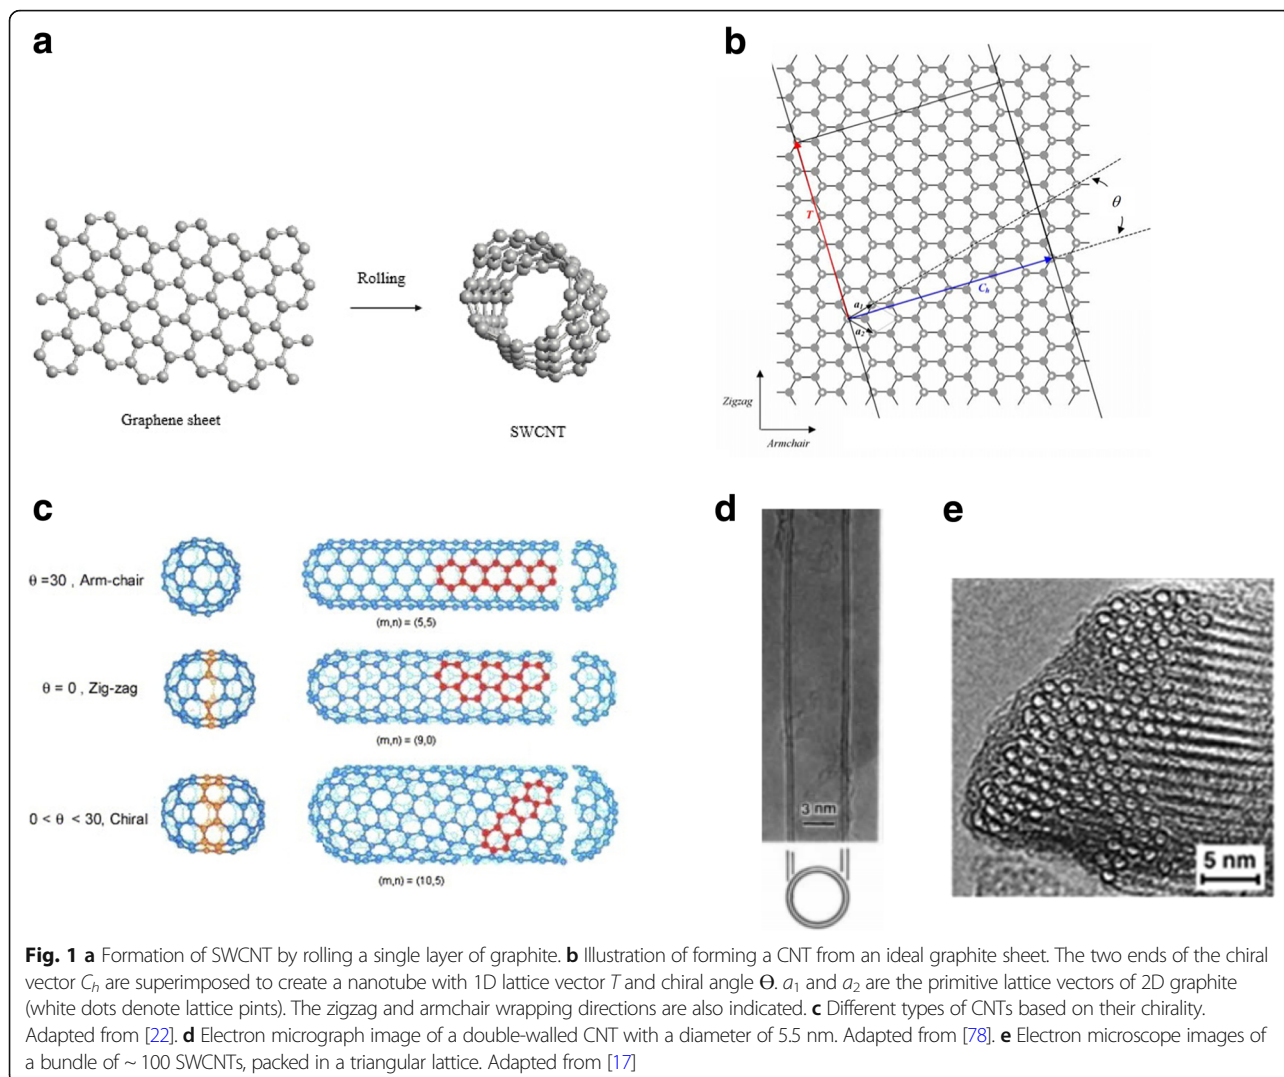 a
Graphene sheet
Rolling
SWCNT
b
T
θ
a₁
a₂
Cₕ
Zigzag
Armchair
c
θ =30 , Arm-chair
(m,n) = (5,5)
θ = 0 , Zig-zag
(m,n) = (9,0)
0 < θ < 30, Chiral
(m,n) = (10,5)
d
3 nm
e
5 nm
Fig. 1 a Formation of SWCNT by rolling a single layer of graphite. b Illustration of forming a CNT from an ideal graphite sheet. The two ends of the chiral
vector Cₕ are superimposed to create a nanotube with 1D lattice vector T and chiral angle Θ. a₁ and a₂ are the primitive lattice vectors of 2D graphite
(white dots denote lattice pints). The zigzag and armchair wrapping directions are also indicated. c Different types of CNTs based on their chirality.
Adapted from [22]. d Electron micrograph image of a double-walled CNT with a diameter of 5.5 nm. Adapted from [78]. e Electron microscope images of
a bundle of ~ 100 SWCNTs, packed in a triangular lattice. Adapted from [17]